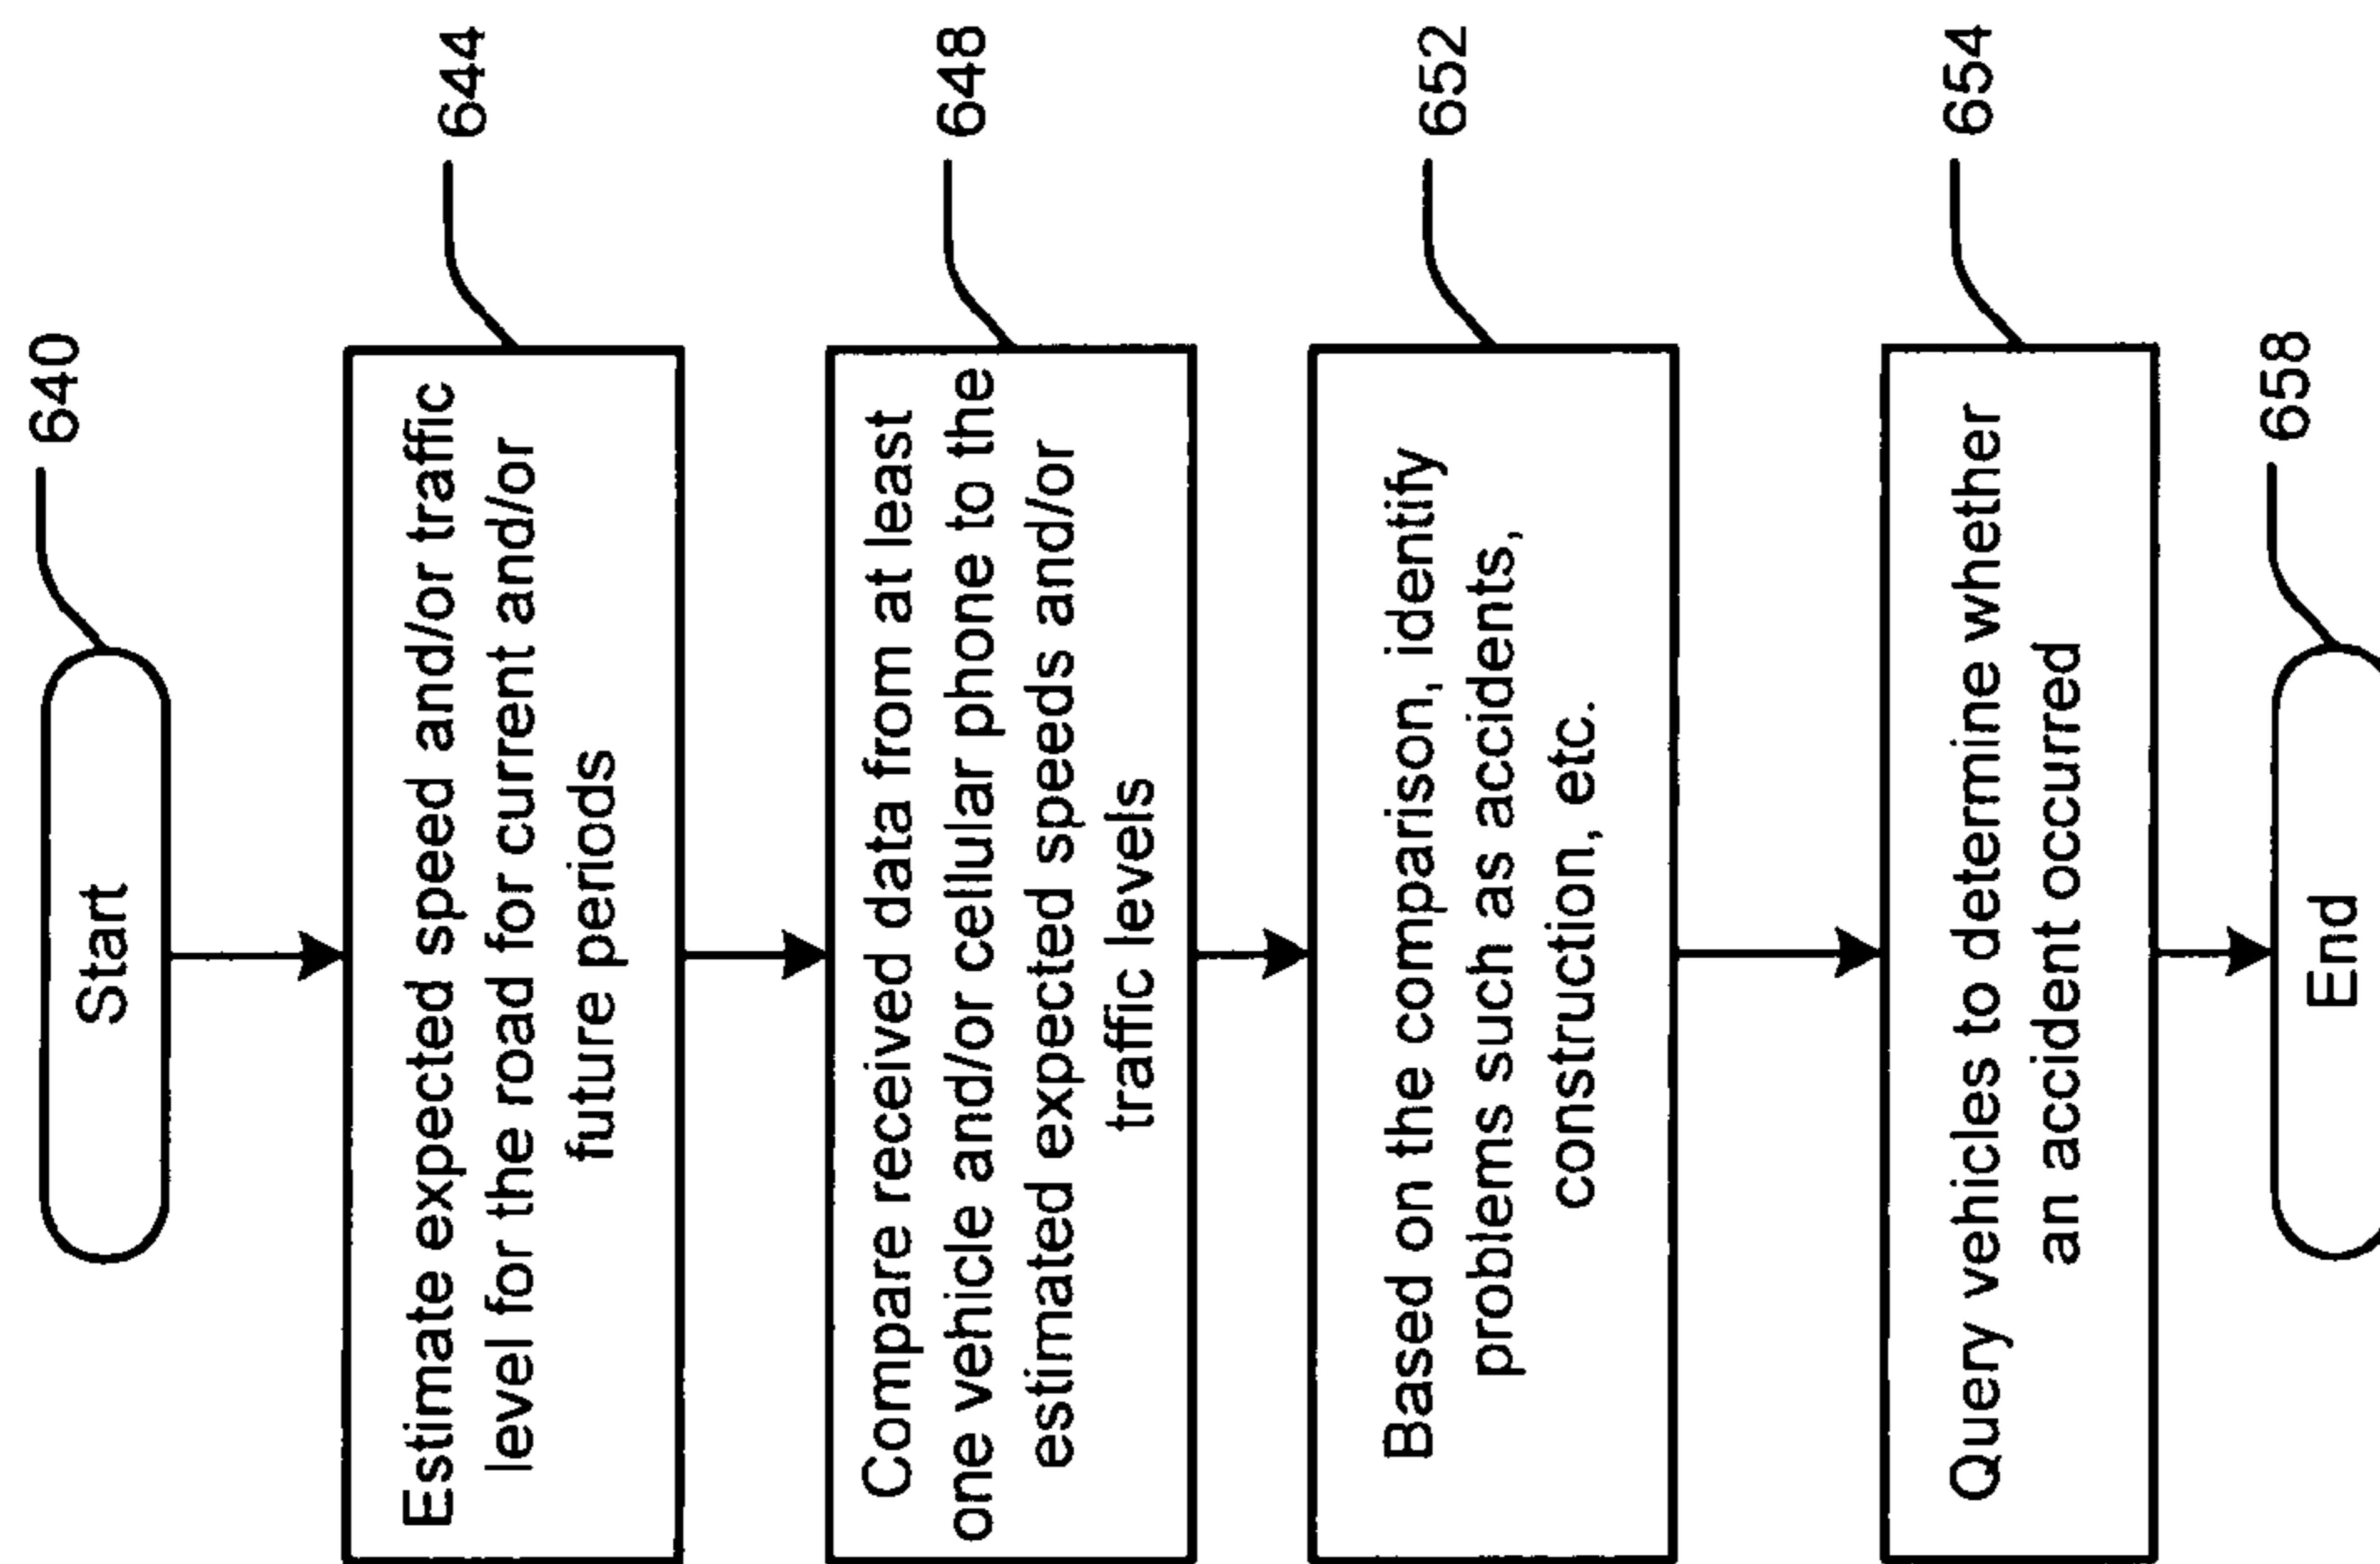 640
Start
644
Estimate expected speed and/or traffic
level for the road for current and/or
future periods
648
Compare received data from at least
one vehicle and/or cellular phone to the
estimated expected speeds and/or
traffic levels
652
Based on the comparison, identify
problems such as accidents,
construction, etc.
654
Query vehicles to determine whether
an accident occurred
658
End